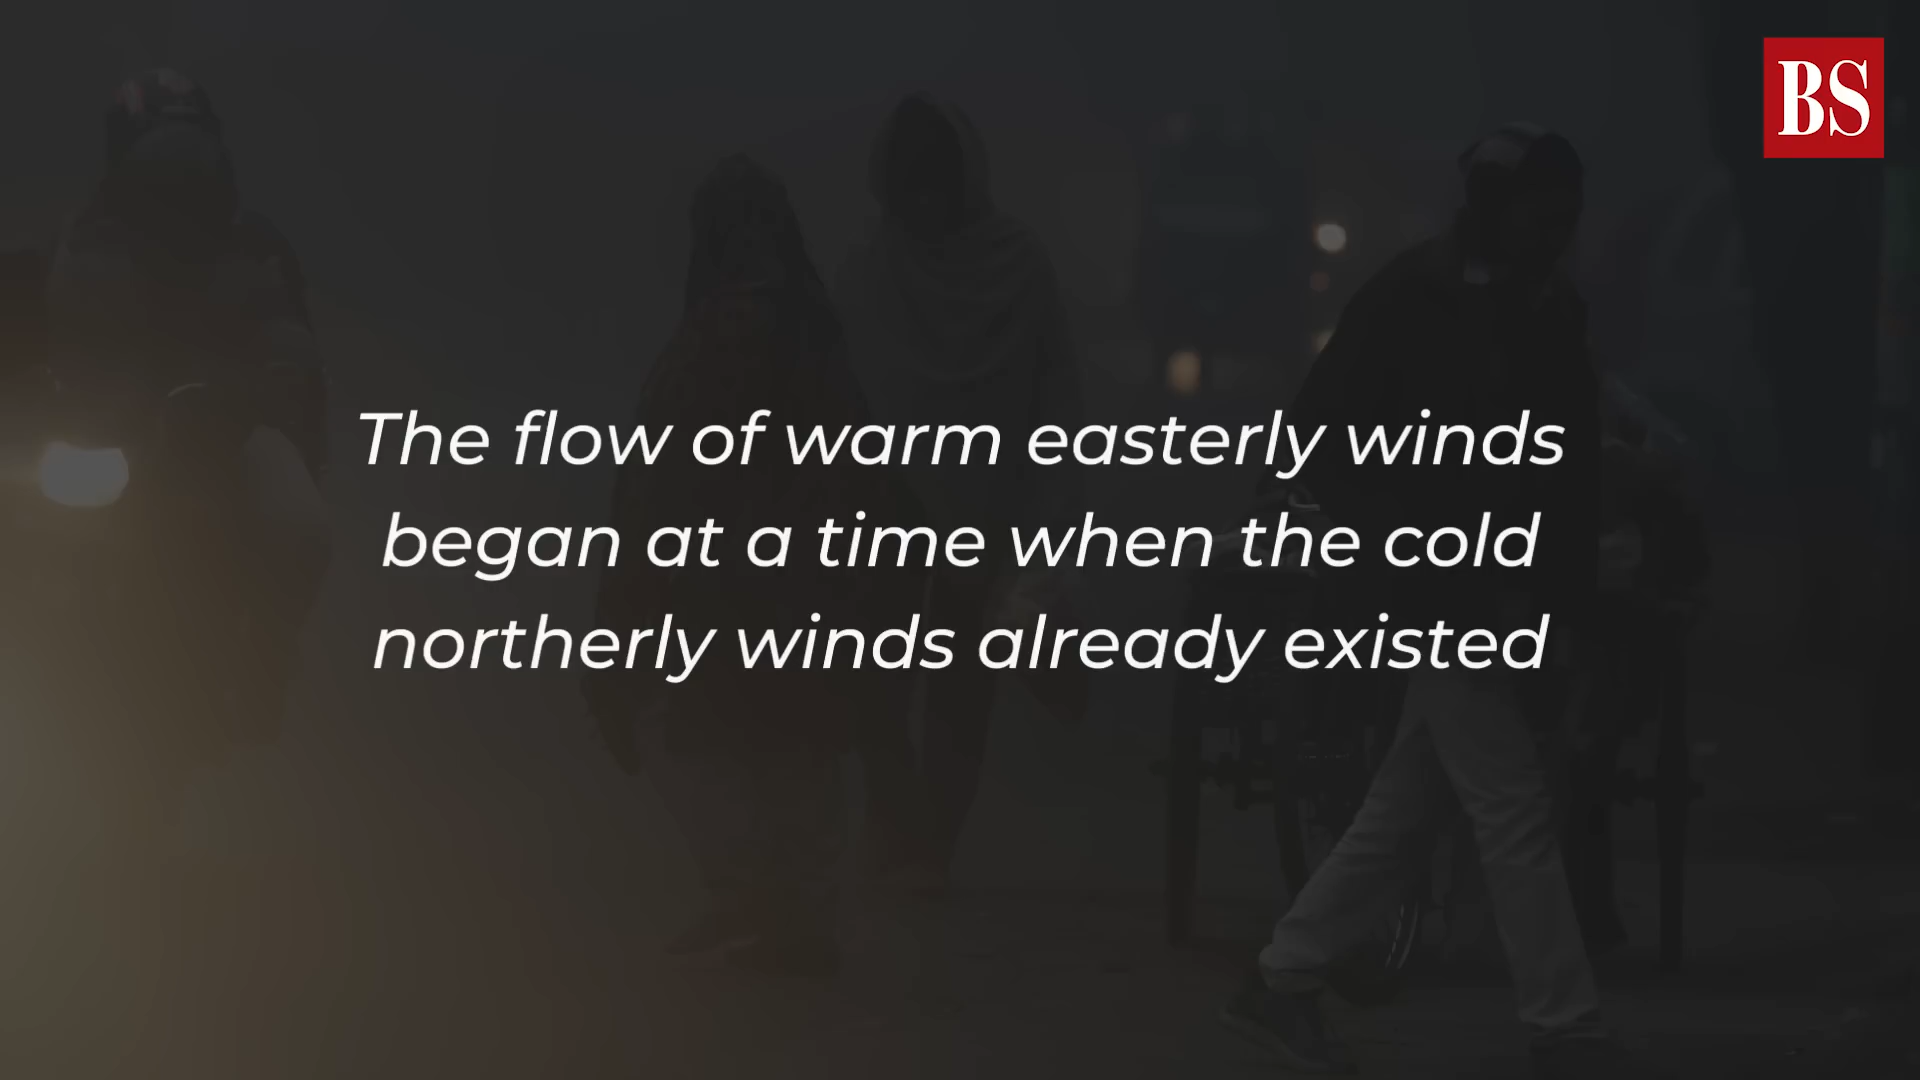 BS
The flow of warm easterly winds
began at a time when the cold
northerly winds already existed